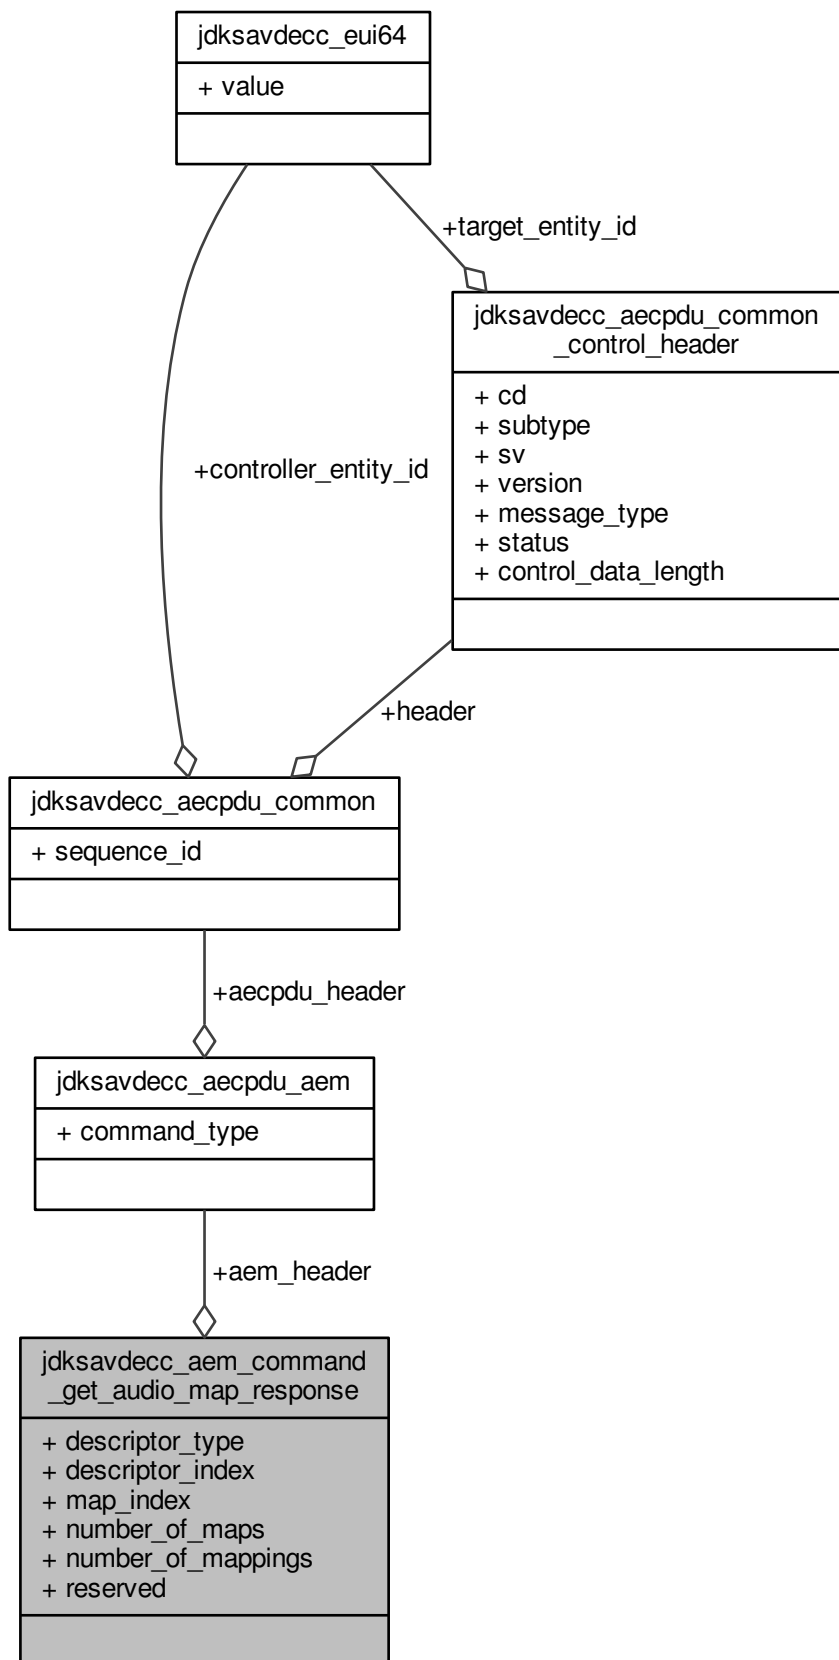 jdksavdecc_eui64
+ value
+target_entity_id
jdksavdecc_aecpdu_common
_control_header
+ cd
+ subtype
+ sv
+ version
+ message_type
+ status
+ control_data_length
+controller_entity_id
+header
jdksavdecc_aecpdu_common
+ sequence_id
+aecpdu_header
jdksavdecc_aecpdu_aem
+ command_type
+aem_header
jdksavdecc_aem_command
_get_audio_map_response
+ descriptor_type
+ descriptor_index
+ map_index
+ number_of_maps
+ number_of_mappings
+ reserved